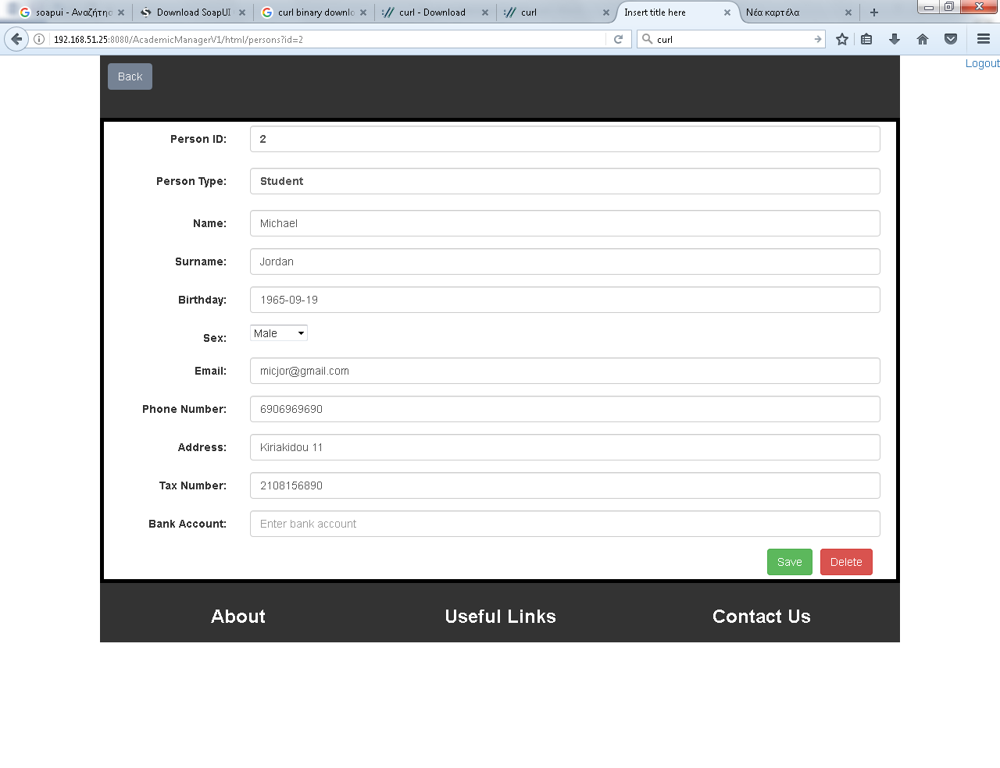 soapui - Αναζήτησ
Download SoapUI
curl binary downlo
curl - Download
curl
Insert title here
Νέα καρτέλα
192.168.51.25:8080/AcademicManagerV1/html/persons?id=2
curl
Logout
Back
Person ID: 2
Person Type: Student
Name: Michael
Surname: Jordan
Birthday: 1965-09-19
Sex: Male
Email: micjor@gmail.com
Phone Number: 6906969690
Address: Kiriakidou 11
Tax Number: 2108156890
Bank Account: Enter bank account
Save Delete
About Useful Links Contact Us